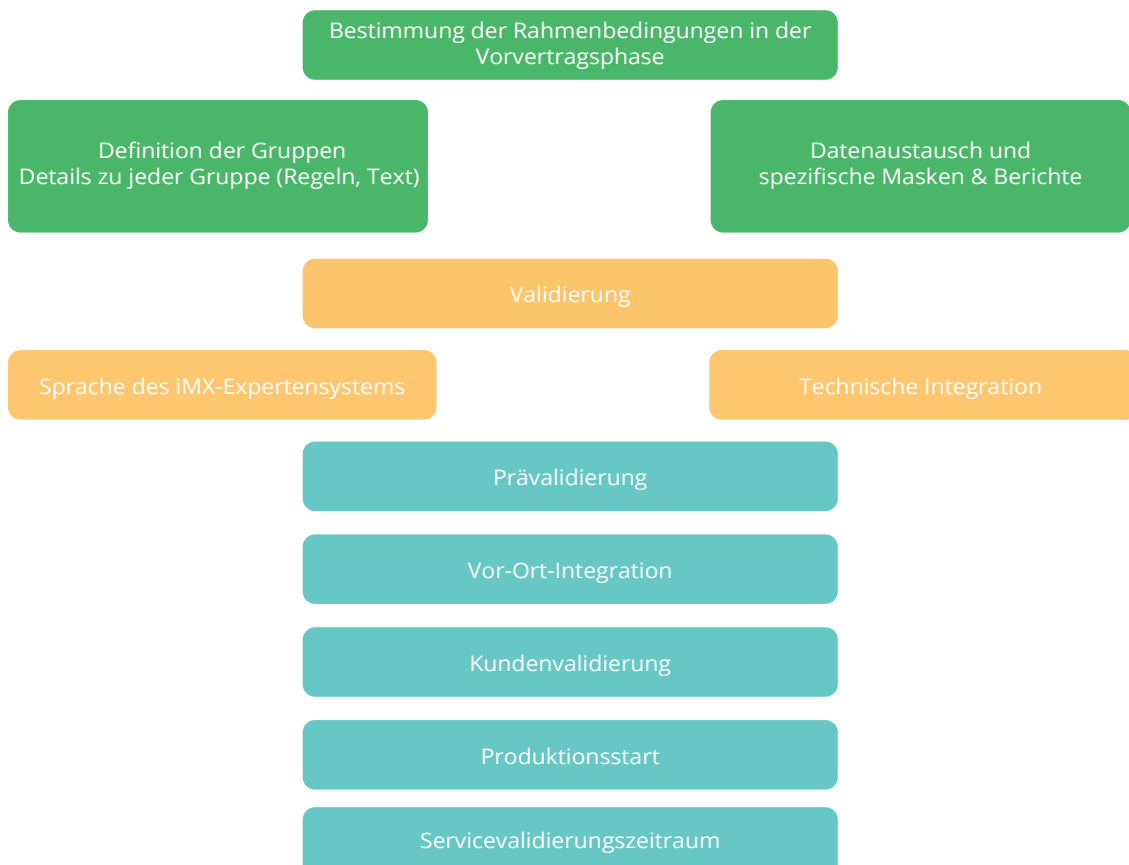 Bestimmung der Rahmenbedingungen in der
Vorvertragsphase
Definition der Gruppen
Details zu jeder Gruppe (Regeln, Text)
Datenaustausch und
spezifische Masken & Berichte
Validierung
Sprache des iMX-Expertensystems
Technische Integration
Prävalidierung
Vor-Ort-Integration
Kundenvalidierung
Produktionsstart
Servicevalidierungszeitraum